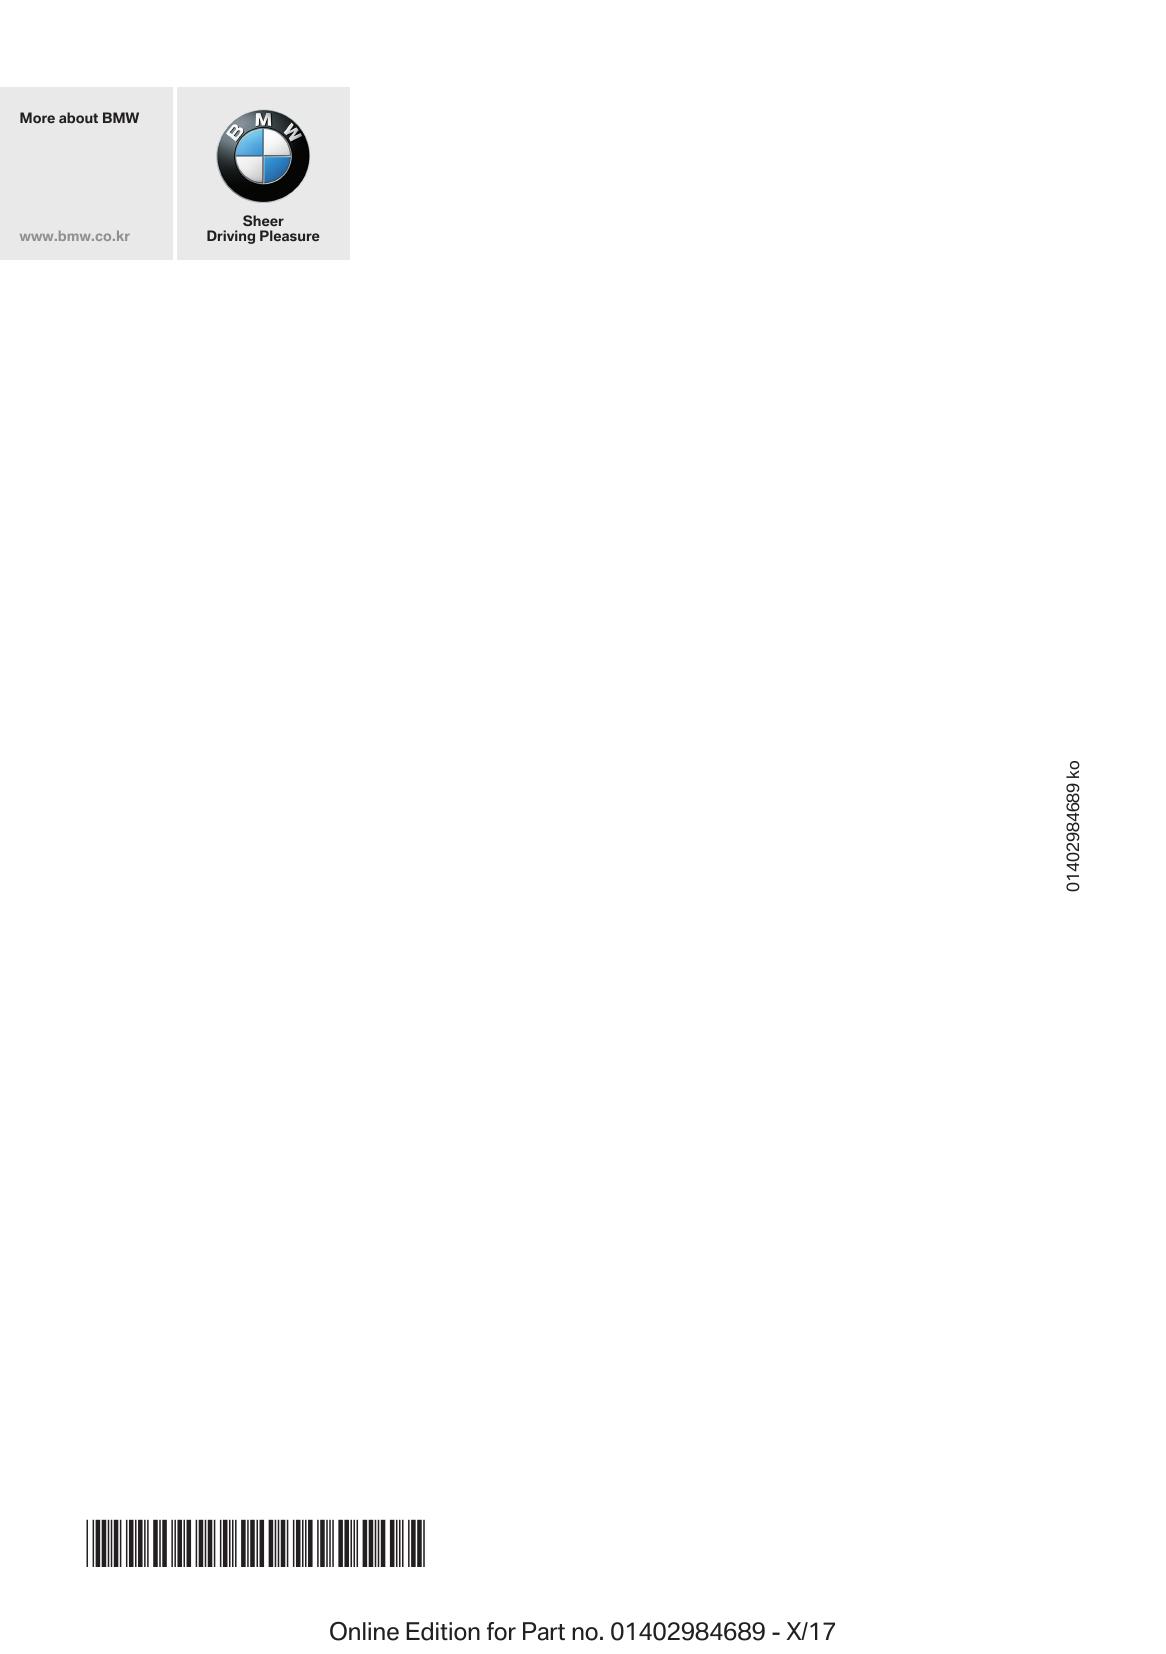 More about BMW
www.bmw.co.kr
B M W
Sheer
Driving Pleasure
01402984689 ko
Online Edition for Part no. 01402984689 - X/17